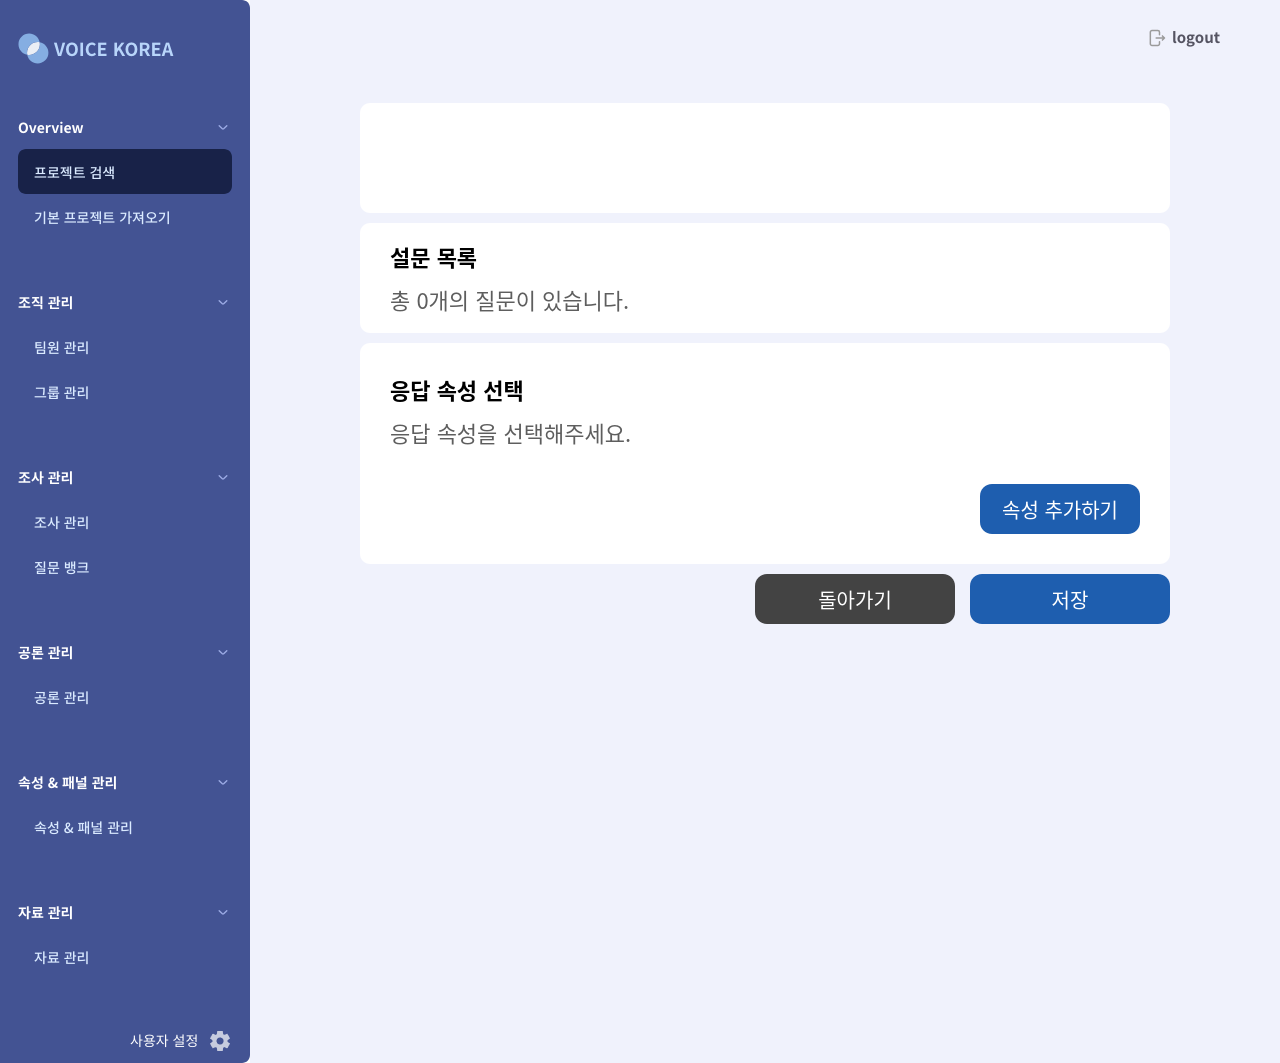 VOICE KOREA
logout
Overview
프로젝트 검색
기본 프로젝트 가져오기
조직 관리
팀원 관리
그룹 관리
조사 관리
조사 관리
질문 뱅크
공론 관리
공론 관리
속성 & 패널 관리
속성 & 패널 관리
자료 관리
자료 관리
사용자 설정
설문 목록
총 0개의 질문이 있습니다.
응답 속성 선택
응답 속성을 선택해주세요.
속성 추가하기
돌아가기
저장